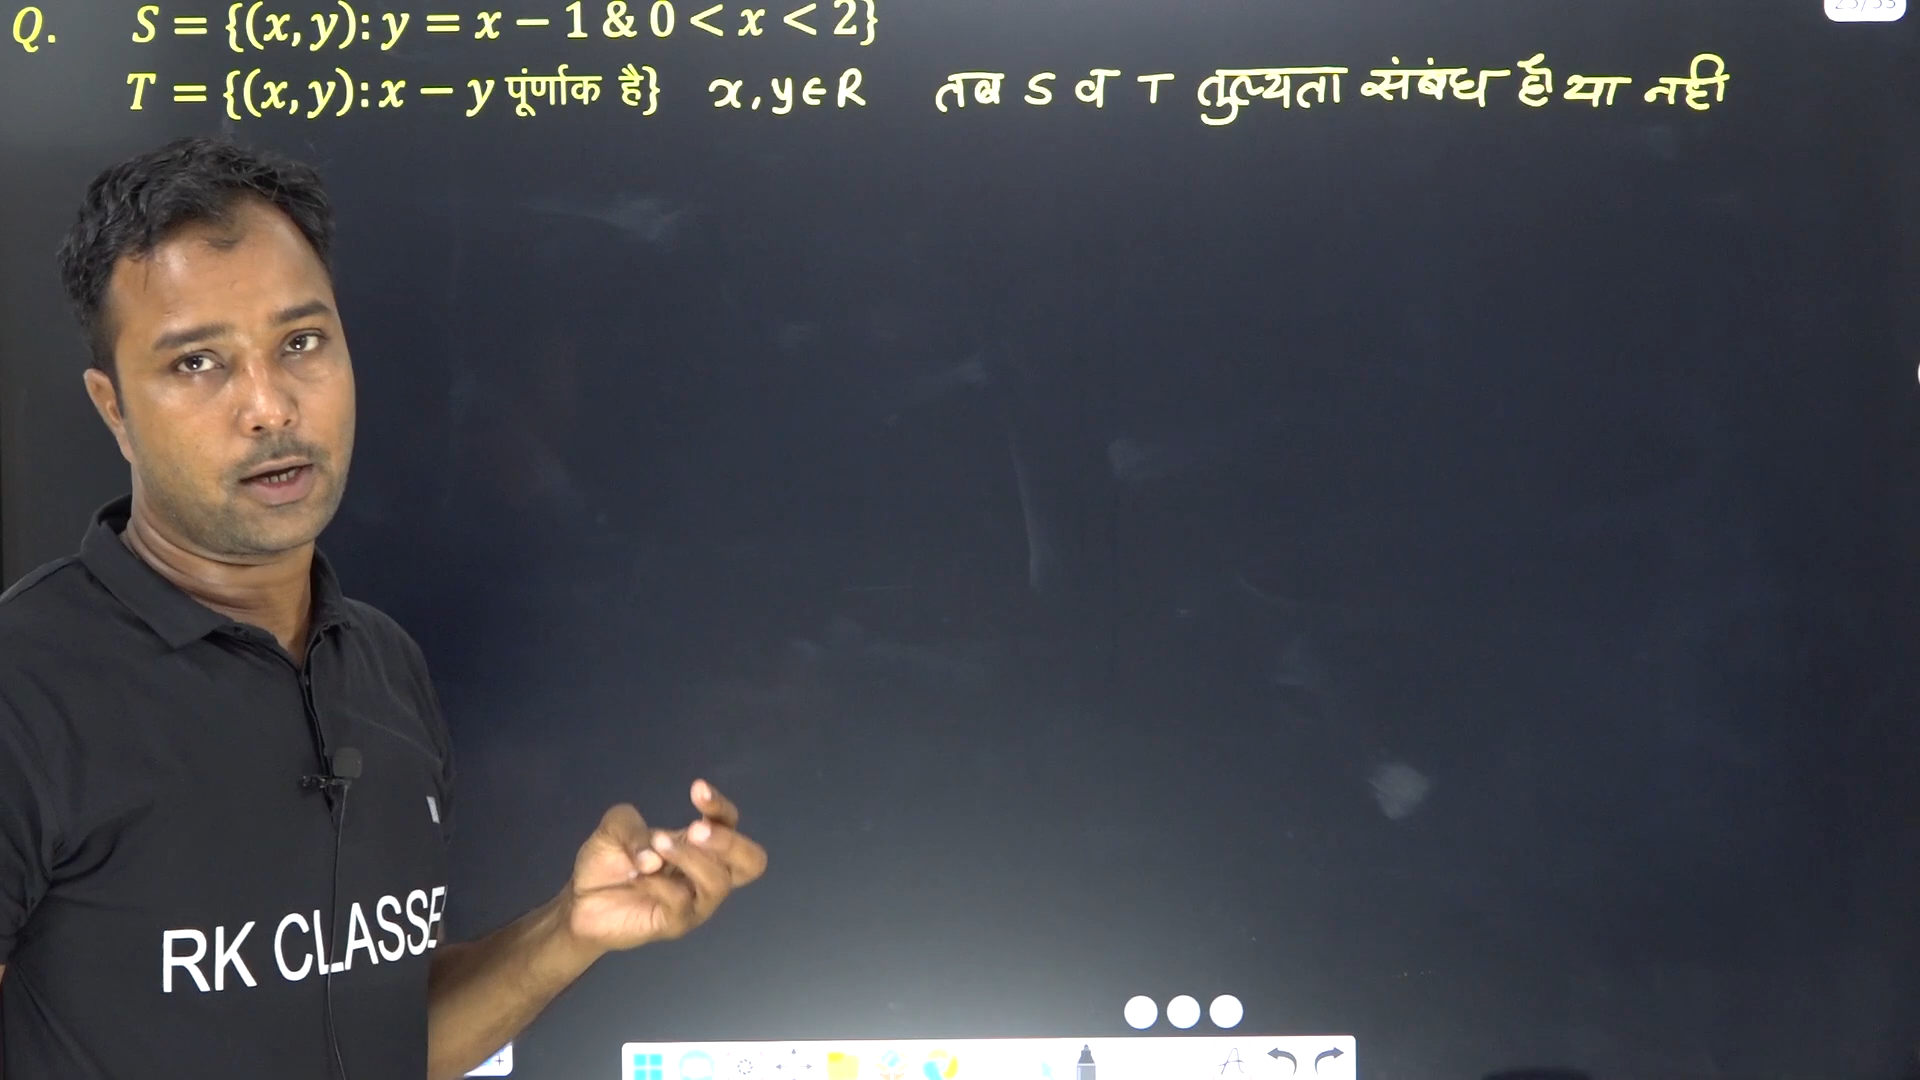 Q. S = {(x, y): y = x − 1 & 0 < x < 2}
T = {(x, y): x − y पूंर्णाक है} x, y ∈ R तब S व T तुल्यता संबंध है या नही
RK CLASSE